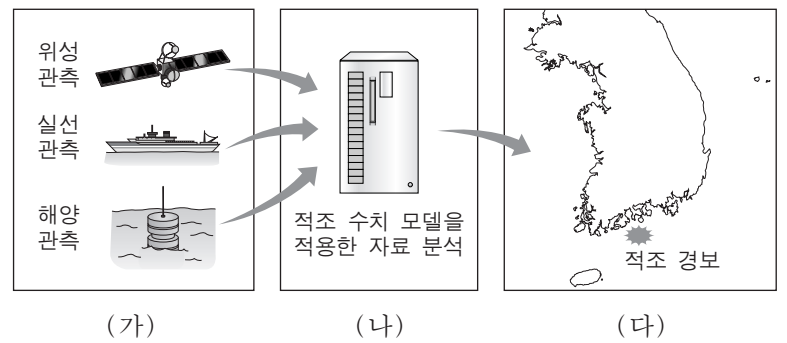 위성
관측
실선
관측
해양
관측
적조 수치 모델을
적용한 자료 분석
적조 경보
(가)
(나)
(다)